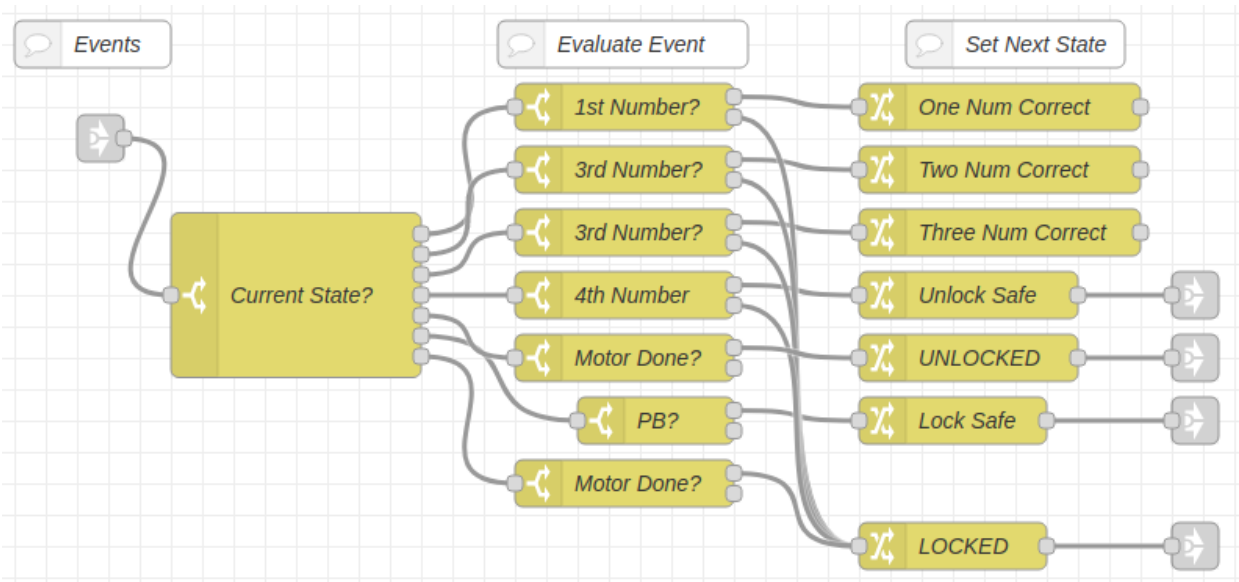 Events
Evaluate Event
Set Next State
1st Number?
One Num Correct
3rd Number?
Two Num Correct
3rd Number?
Three Num Correct
Current State?
4th Number
Unlock Safe
Motor Done?
UNLOCKED
PB?
Lock Safe
Motor Done?
LOCKED